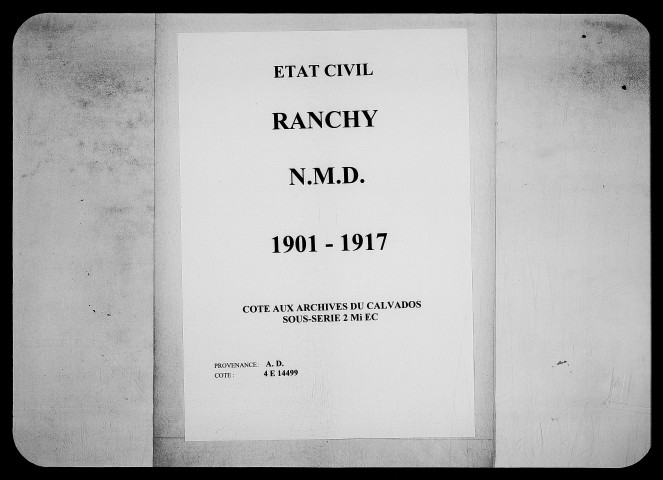 ETAT CIVIL
RANCHY
N.M.D.
1901 - 1917
COTE AUX ARCHIVES DU CALVADOS
SOUS-SERIE 2 Mi EC
PROVENANCE: A. D.
COTE : 4 E 14499